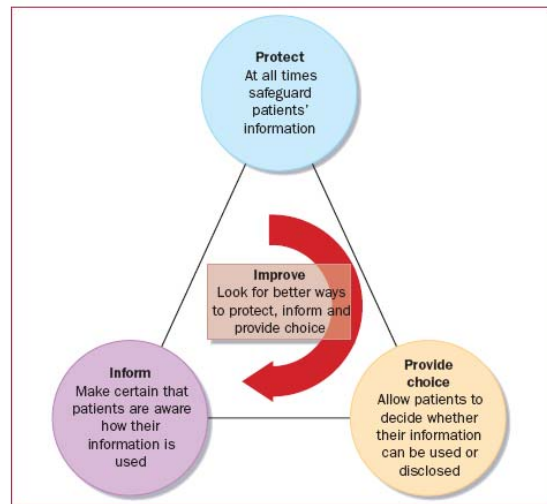 Protect
At all times
safeguard
patients'
information
Improve
Look for better ways
to protect, inform and
provide choice
Inform
Make certain that
patients are aware
how their
information is
used
Provide
choice
Allow patients to
decide whether
their information
can be used or
disclosed